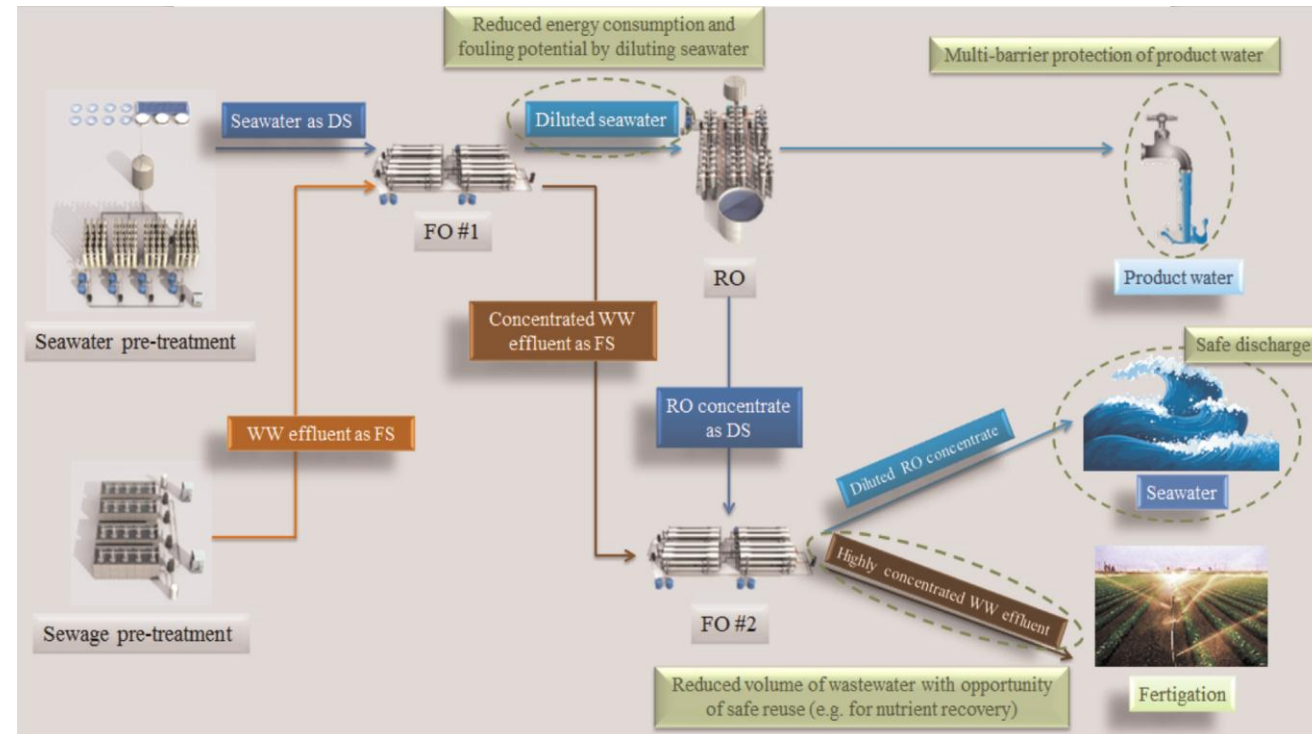 Reduced energy consumption and
fouling potential by diluting seawater
Multi-barrier protection of product water
Seawater as DS
Diluted seawater
FO #1
RO
Product water
Seawater pre-treatment
Concentrated WW
effluent as FS
Safe discharge
RO concentrate
as DS
WW effluent as FS
Diluted RO concentrate
Seawater
Highly concentrated WW effluent
Sewage pre-treatment
FO #2
Reduced volume of wastewater with opportunity
of safe reuse (e.g. for nutrient recovery)
Fertigation